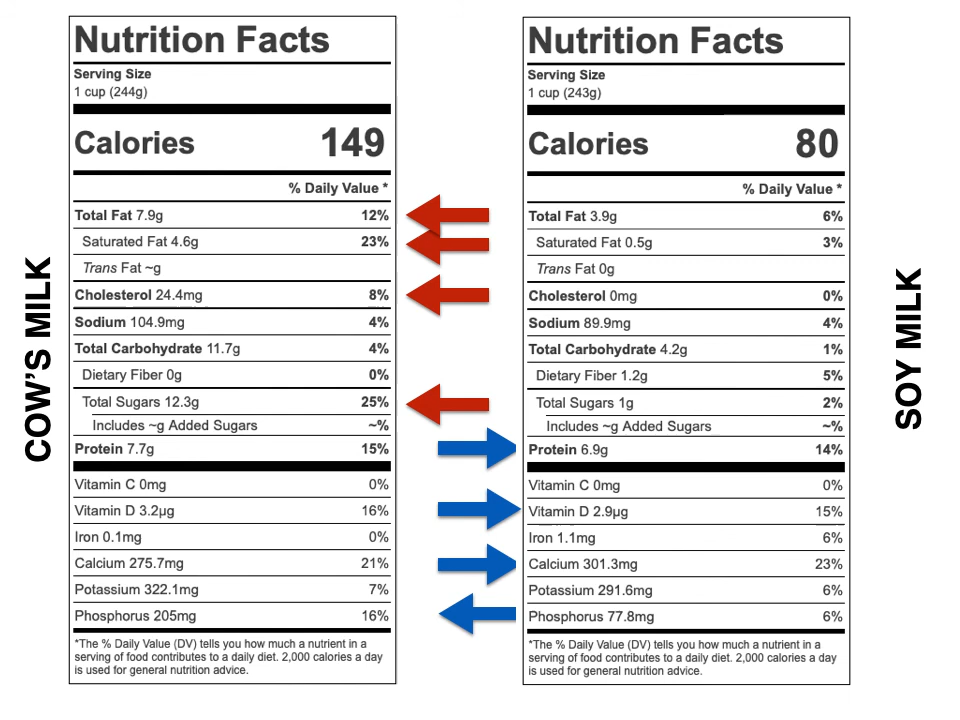 COW'S MILK
Nutrition Facts
Serving Size
1 cup (244g)
Calories 149
% Daily Value *
Total Fat 7.9g 12%
Saturated Fat 4.6g 23%
Trans Fat ~g
Cholesterol 24.4mg 8%
Sodium 104.9mg 4%
Total Carbohydrate 11.7g 4%
Dietary Fiber 0g 0%
Total Sugars 12.3g 25%
Includes ~g Added Sugars ~%
Protein 7.7g 15%
Vitamin C 0mg 0%
Vitamin D 3.2µg 16%
Iron 0.1mg 0%
Calcium 275.7mg 21%
Potassium 322.1mg 7%
Phosphorus 205mg 16%
*The % Daily Value (DV) tells you how much a nutrient in a
serving of food contributes to a daily diet. 2,000 calories a day
is used for general nutrition advice.
Nutrition Facts
Serving Size
1 cup (243g)
Calories 80
% Daily Value *
Total Fat 3.9g 6%
Saturated Fat 0.5g 3%
Trans Fat 0g
Cholesterol 0mg 0%
Sodium 89.9mg 4%
Total Carbohydrate 4.2g 1%
Dietary Fiber 1.2g 5%
Total Sugars 1g 2%
Includes ~g Added Sugars ~%
Protein 6.9g 14%
Vitamin C 0mg 0%
Vitamin D 2.9µg 15%
Iron 1.1mg 6%
Calcium 301.3mg 23%
Potassium 291.6mg 6%
Phosphorus 77.8mg 6%
*The % Daily Value (DV) tells you how much a nutrient in a
serving of food contributes to a daily diet. 2,000 calories a day
is used for general nutrition advice.
SOY MILK